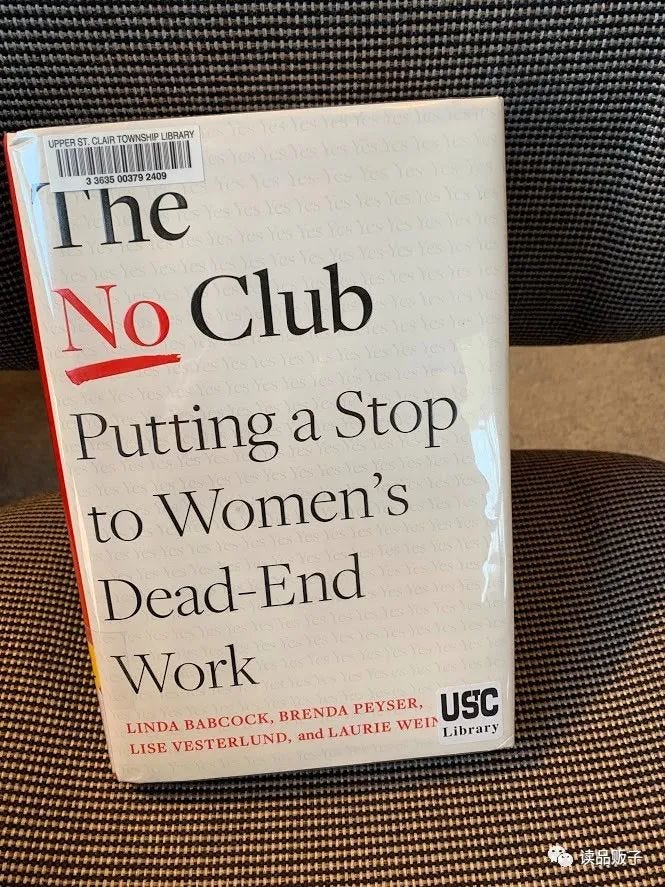 UPPER ST. CLAIR TOWNSHIP LIBRARY
3 3635 00379 2409
The
No Club
Putting a Stop
to Women's
Dead-End
Work
LINDA BABCOCK, BRENDA PEYSER,
LISE VESTERLUND, and LAURIE WEIN
USC
Library
读品贩子